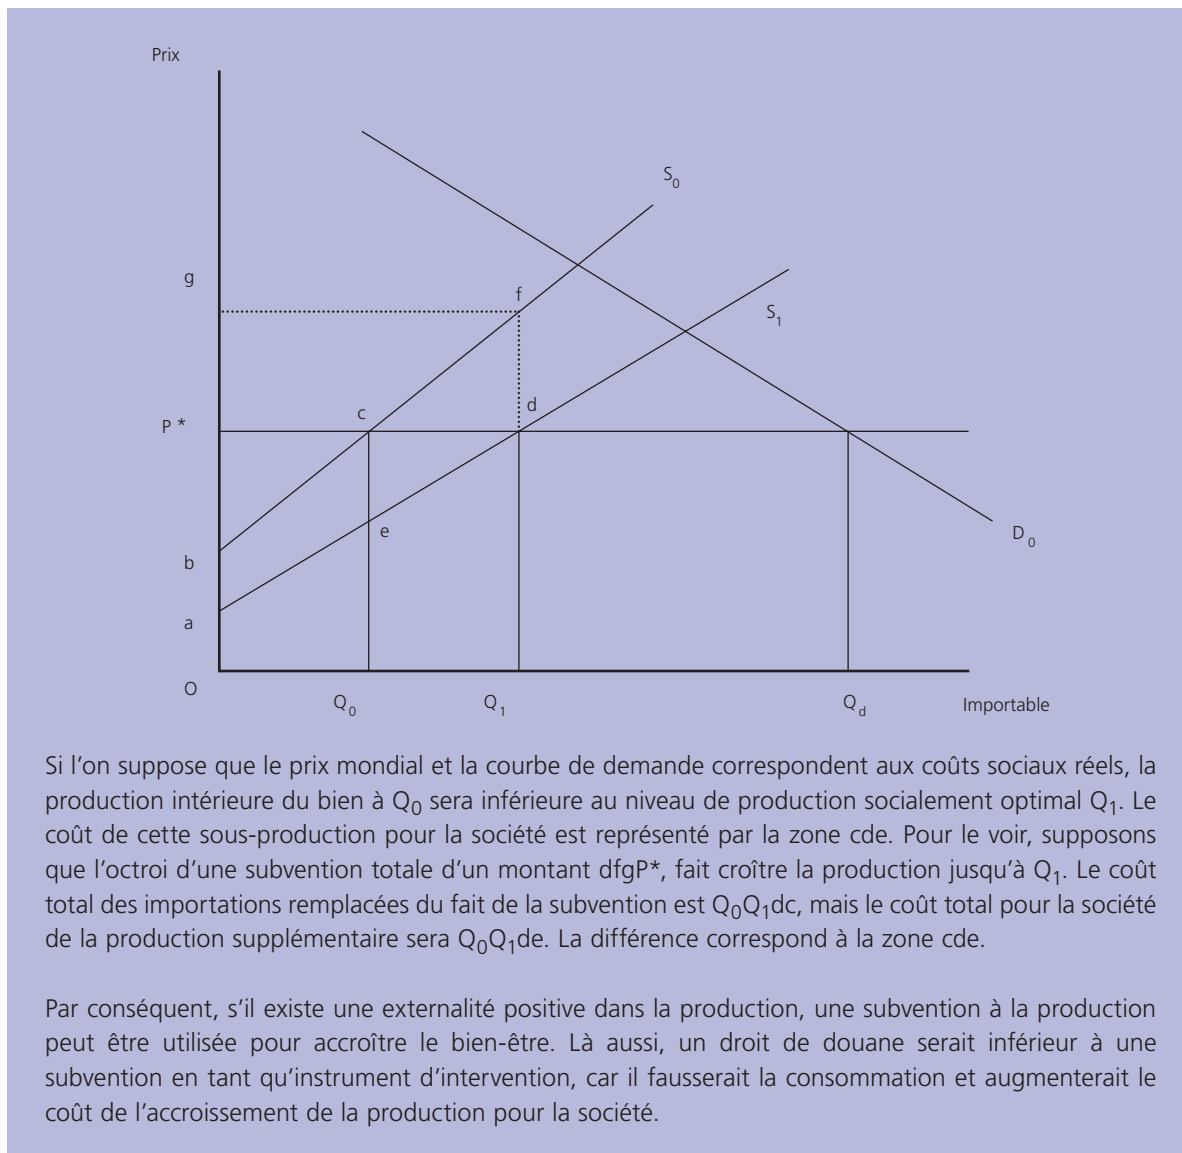 Prix
S0
g
f
S1
d
c
P *
e
D0
b
a
O
Q0 Q1 Qd Importable
Si l’on suppose que le prix mondial et la courbe de demande correspondent aux coûts sociaux réels, la
production intérieure du bien à Q0 sera inférieure au niveau de production socialement optimal Q1. Le
coût de cette sous-production pour la société est représenté par la zone cde. Pour le voir, supposons
que l’octroi d’une subvention totale d’un montant dfgP*, fait croître la production jusqu’à Q1. Le coût
total des importations remplacées du fait de la subvention est Q0Q1dc, mais le coût total pour la société
de la production supplémentaire sera Q0Q1de. La différence correspond à la zone cde.
Par conséquent, s’il existe une externalité positive dans la production, une subvention à la production
peut être utilisée pour accroître le bien-être. Là aussi, un droit de douane serait inférieur à une
subvention en tant qu’instrument d’intervention, car il fausserait la consommation et augmenterait le
coût de l’accroissement de la production pour la société.